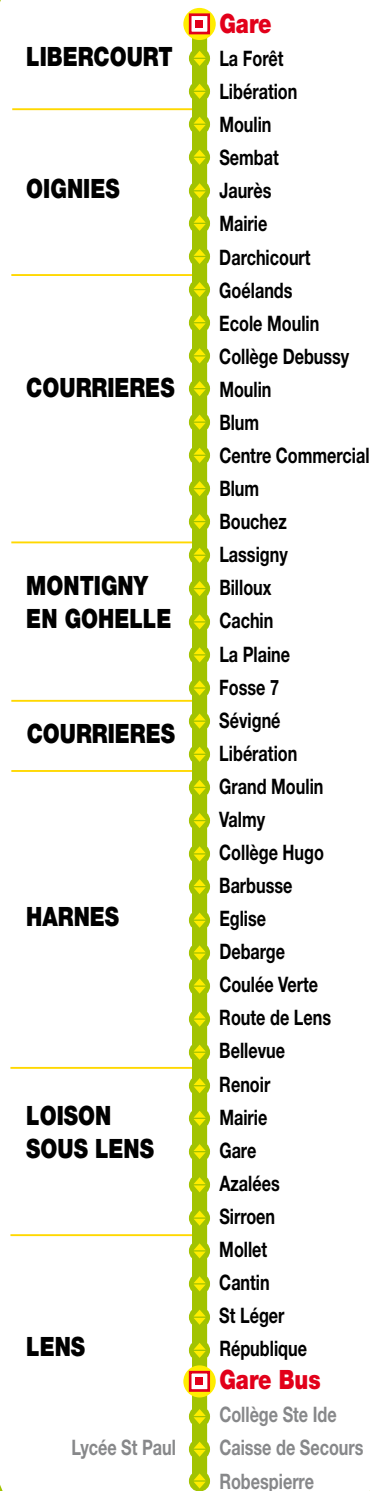 Gare
LIBERCOURT
La Forêt
Libération
Moulin
Sembat
OIGNIES
Jaurès
Mairie
Darchicourt
Goélands
Ecole Moulin
Collège Debussy
COURRIERES
Moulin
Blum
Centre Commercial
Blum
Bouchez
Lassigny
MONTIGNY
EN GOHELLE
Billoux
Cachin
La Plaine
Fosse 7
COURRIERES
Sévigné
Libération
Grand Moulin
Valmy
Collège Hugo
Barbusse
HARNES
Eglise
Debarge
Coulée Verte
Route de Lens
Bellevue
Renoir
LOISON
SOUS LENS
Mairie
Gare
Azalées
Sirroen
Mollet
Cantin
St Léger
LENS
République
Gare Bus
Collège Ste Ide
Lycée St Paul
Caisse de Secours
Robespierre